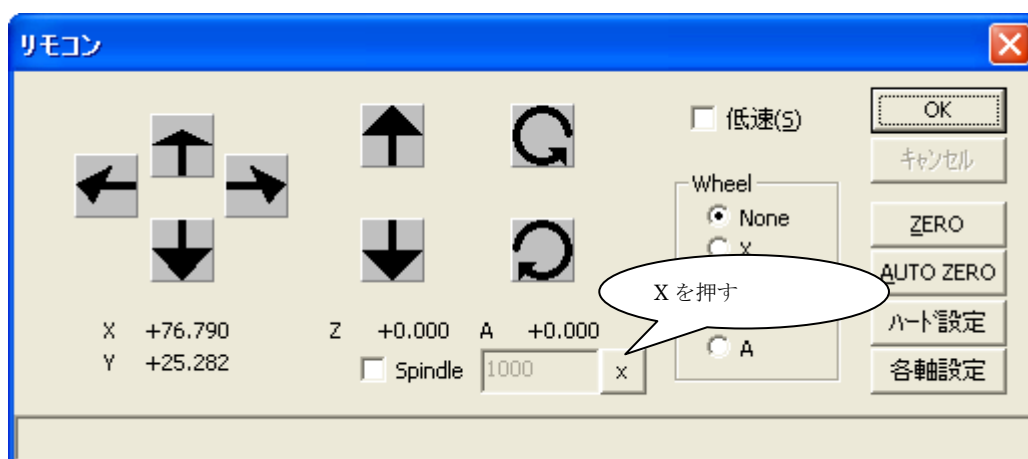 リモコン
低速(S)
OK
キャンセル
Wheel
None
X
ZERO
AUTO ZERO
X を押す
X +76.790
Y +25.282
Z +0.000
A +0.000
Spindle
1000
x
A
ハード設定
各軸設定